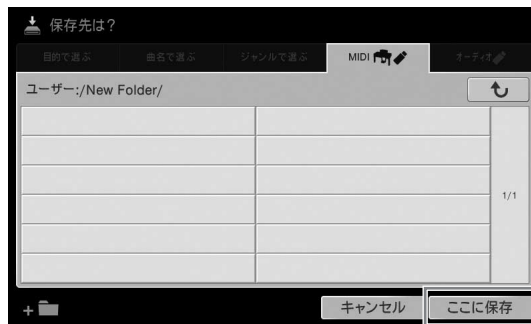 保存先は?
目的で選ぶ 曲名で選ぶ ジャンルで選ぶ MIDI オーディオ
ユーザー:/New Folder/
1/1
+ キャンセル ここに保存